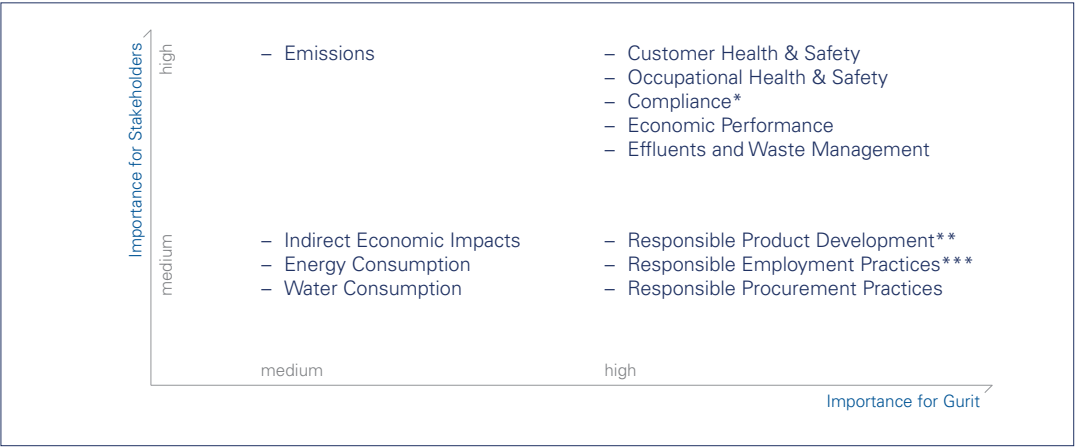 Importance for Stakeholders
high
– Emissions
– Customer Health & Safety
– Occupational Health & Safety
– Compliance*
– Economic Performance
– Effluents and Waste Management
medium
– Indirect Economic Impacts
– Energy Consumption
– Water Consumption
– Responsible Product Development**
– Responsible Employment Practices***
– Responsible Procurement Practices
medium
high
Importance for Gurit